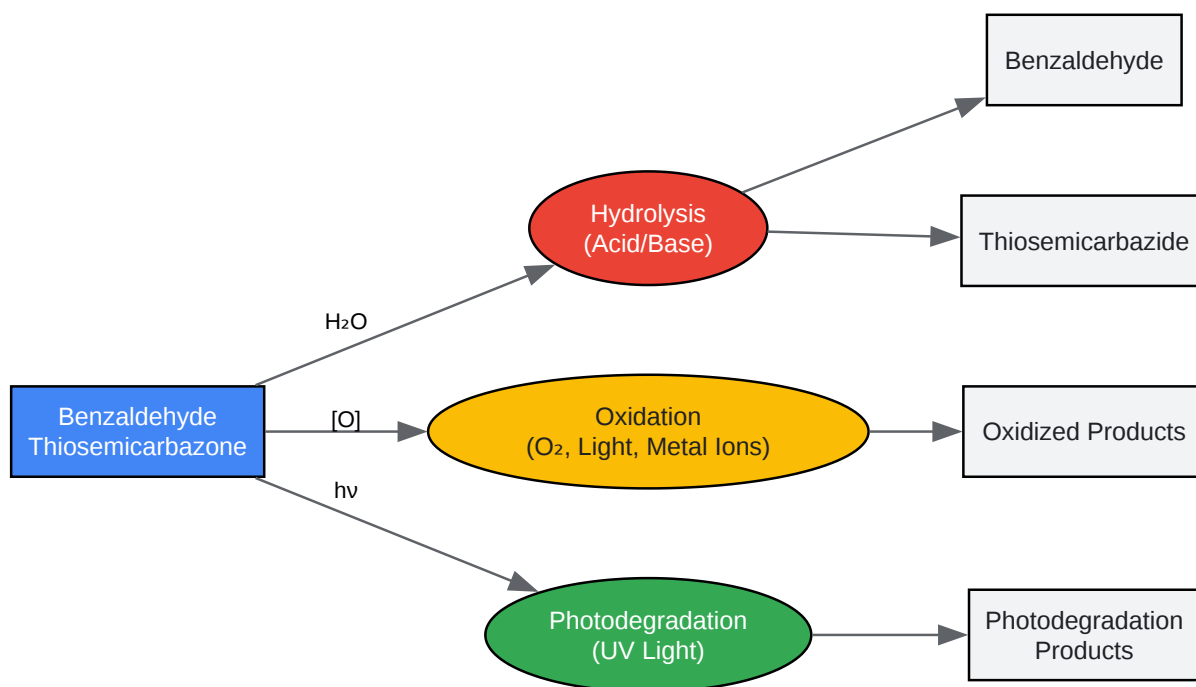 Benzaldehyde
Hydrolysis
(Acid/Base)
Thiosemicarbazide
H₂O
Benzaldehyde
Thiosemicarbazone
[O]
Oxidation
(O₂, Light, Metal Ions)
Oxidized Products
hν
Photodegradation
(UV Light)
Photodegradation
Products